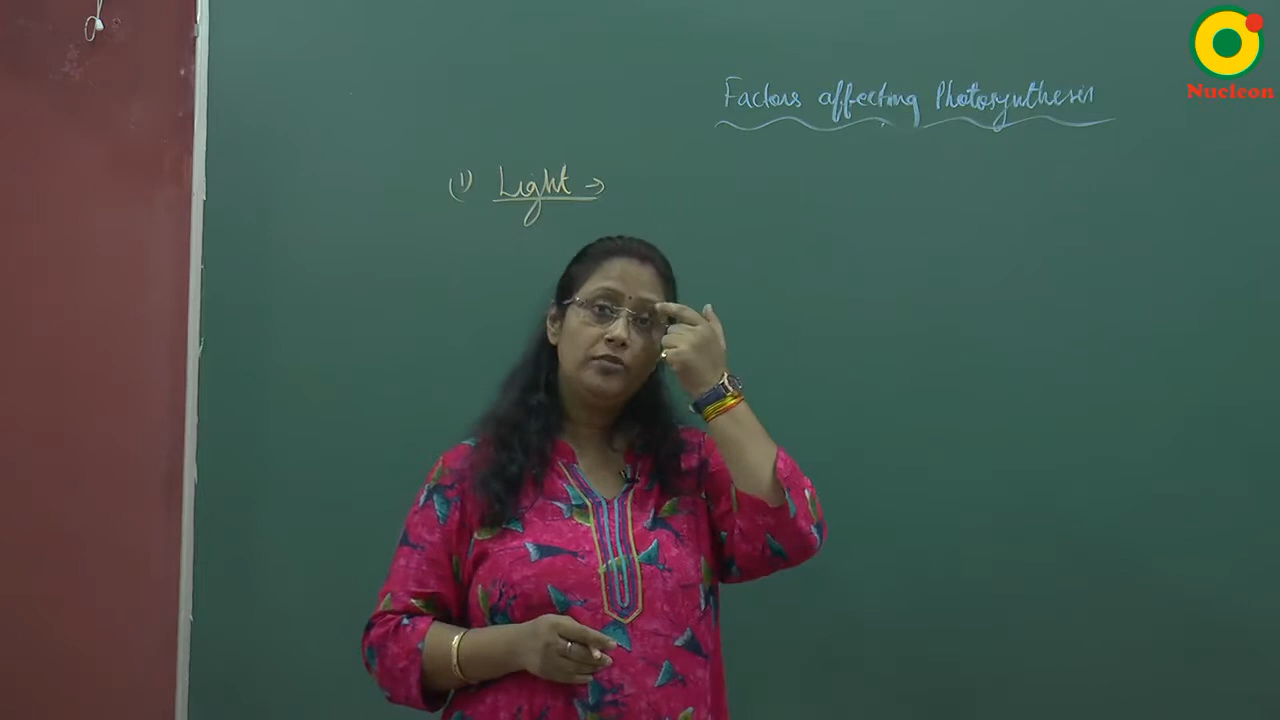 Nucleon
Factors affecting Photosynthesis
(1) Light →